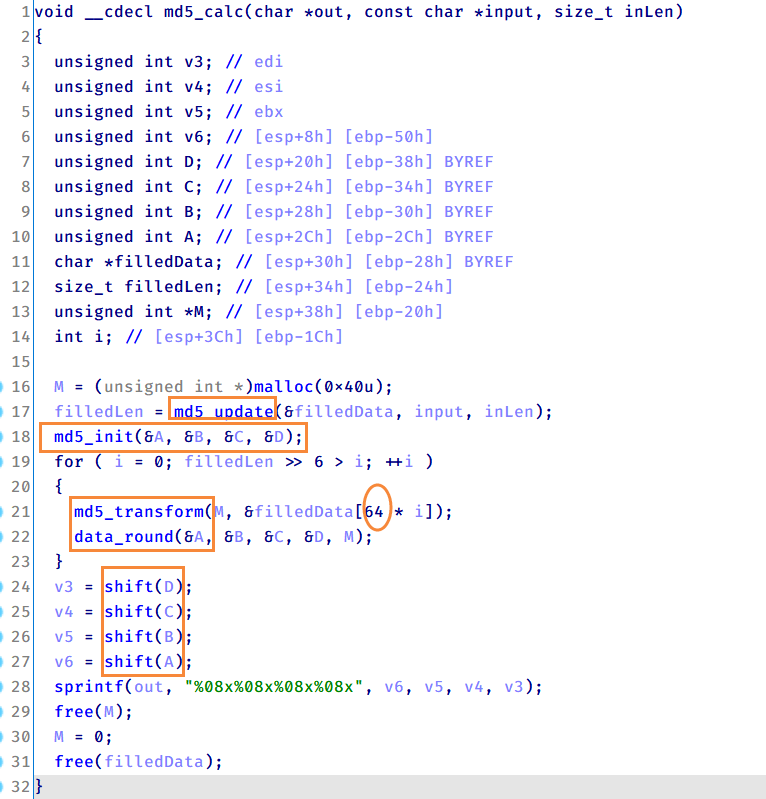 1 void __cdecl md5_calc(char *out, const char *input, size_t inLen)
2 {
3 unsigned int v3; // edi
4 unsigned int v4; // esi
5 unsigned int v5; // ebx
6 unsigned int v6; // [esp+8h] [ebp-50h]
7 unsigned int D; // [esp+20h] [ebp-38h] BYREF
8 unsigned int C; // [esp+24h] [ebp-34h] BYREF
9 unsigned int B; // [esp+28h] [ebp-30h] BYREF
10 unsigned int A; // [esp+2Ch] [ebp-2Ch] BYREF
11 char *filledData; // [esp+30h] [ebp-28h] BYREF
12 size_t filledLen; // [esp+34h] [ebp-24h]
13 unsigned int *M; // [esp+38h] [ebp-20h]
14 int i; // [esp+3Ch] [ebp-1Ch]
15
16 M = (unsigned int *)malloc(0x40u);
17 filledLen = md5_update(&filledData, input, inLen);
18 md5_init(&A, &B, &C, &D);
19 for ( i = 0; filledLen >> 6 > i; ++i )
20 {
21 md5_transform(M, &filledData[64 * i]);
22 data_round(&A, &B, &C, &D, M);
23 }
24 v3 = shift(D);
25 v4 = shift(C);
26 v5 = shift(B);
27 v6 = shift(A);
28 sprintf(out, "%08x%08x%08x%08x", v6, v5, v4, v3);
29 free(M);
30 M = 0;
31 free(filledData);
32 }